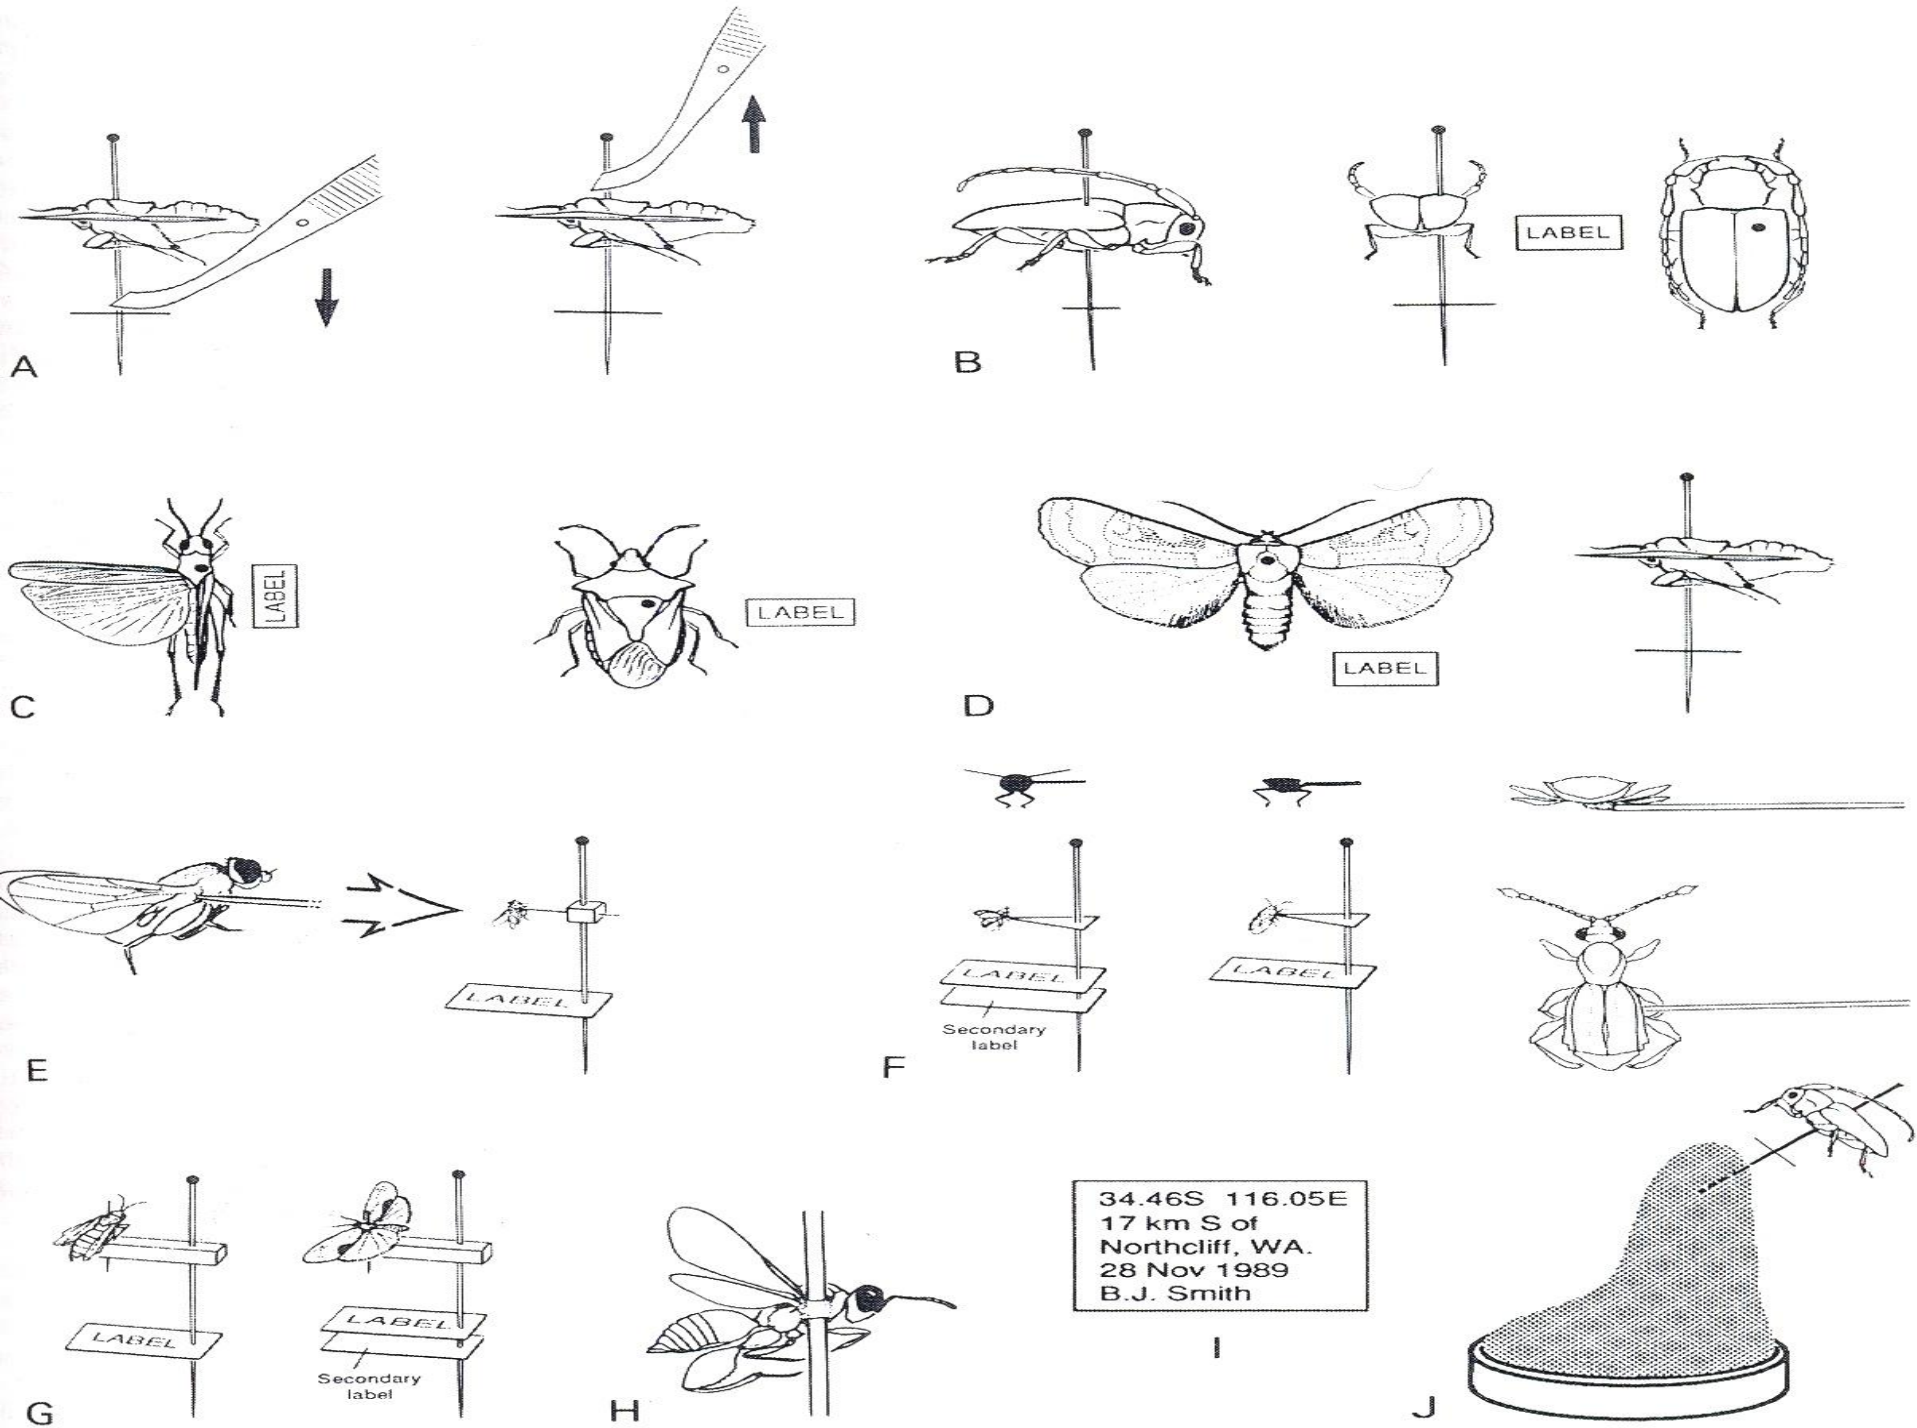 A
LABEL
B
LABEL
LABEL
C
LABEL
D
LABEL
E
LABEL
Secondary
label
LABEL
F
LABEL
G
LABEL
Secondary
label
H
34.46S 116.05E
17 km S of
Northcliff, WA.
28 Nov 1989
B.J. Smith
I
J